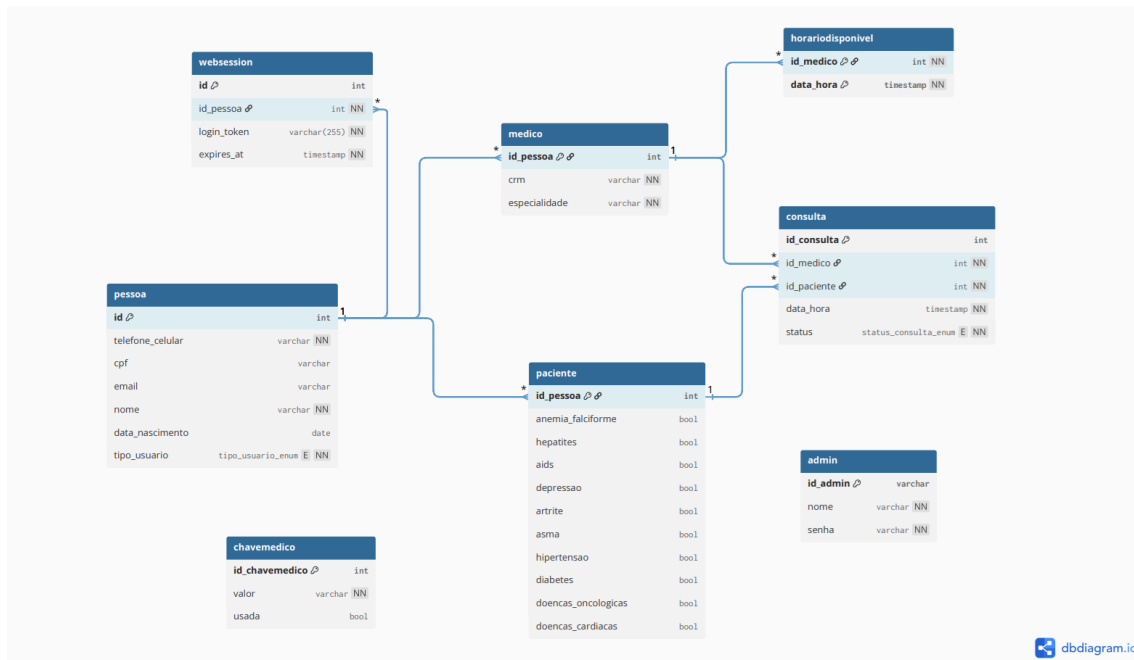 websession
id int
id_pessoa int NN
login_token varchar(255) NN
expires_at timestamp NN
*
horariodisponivel
id_medico int NN
data_hora timestamp NN
*
medico
id_pessoa int
crm varchar NN
especialidade varchar NN
*
1
consulta
id_consulta int
id_medico int NN
id_paciente int NN
data_hora timestamp NN
status status_consulta_enum E NN
*
*
pessoa
id int
telefone_celular varchar NN
cpf varchar
email varchar
nome varchar NN
data_nascimento date
tipo_usuario tipo_usuario_enum E NN
1
paciente
id_pessoa int
anemia_falciforme bool
hepatites bool
aids bool
depressao bool
artrite bool
asma bool
hipertensao bool
diabetes bool
doencas_oncologicas bool
doencas_cardiacas bool
*
1
admin
id_admin varchar
nome varchar NN
senha varchar NN
chavemedico
id_chavemedico int
valor varchar NN
usada bool
dbdiagram.io